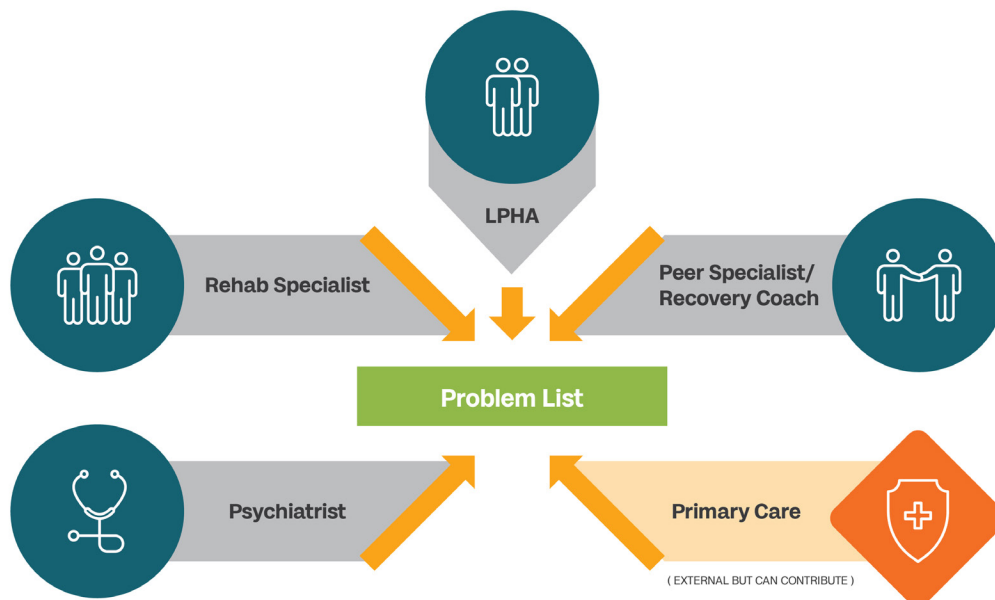 LPHA
Rehab Specialist
Peer Specialist/
Recovery Coach
Problem List
Psychiatrist
Primary Care
( EXTERNAL BUT CAN CONTRIBUTE )